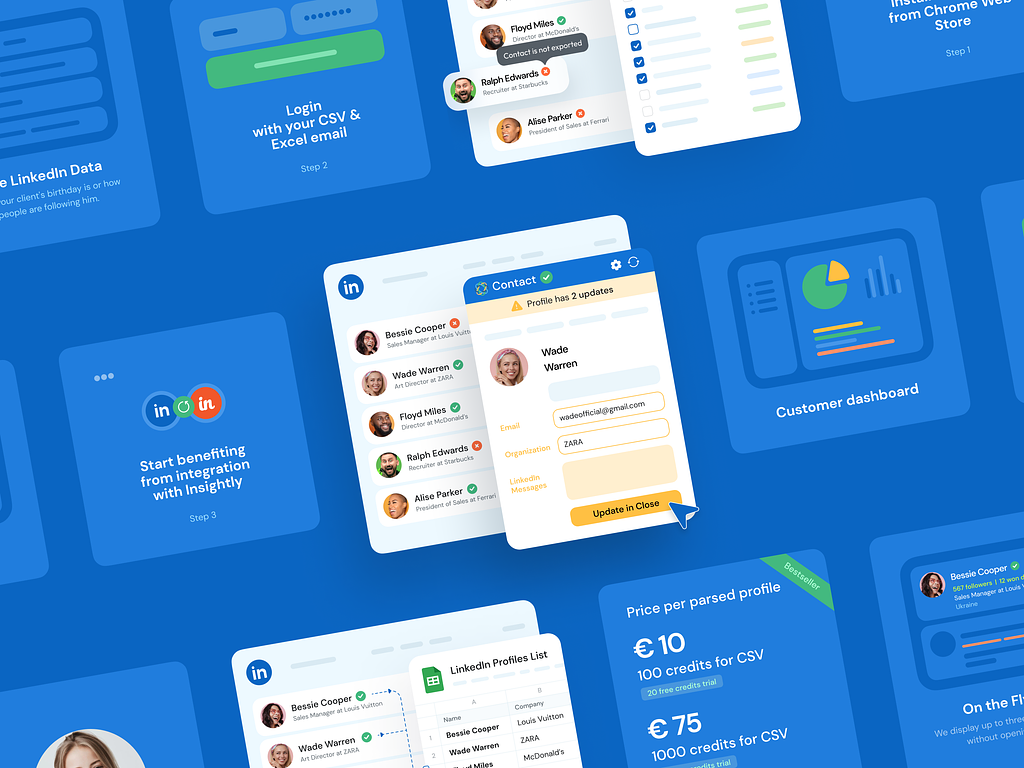 e LinkedIn Data
your client's birthday is or how
people are following him.
Login
with your CSV &
Excel email
Step 2
Floyd Miles
Director at McDonald's
Contact is not exported
Ralph Edwards
Recruiter at Starbucks
Alise Parker
President of Sales at Ferrari
from Chrome Web
Store
Step 1
in
in
Start benefiting
from integration
with Insightly
Step 3
in
Bessie Cooper
Sales Manager at Louis Vuitton
Wade Warren
Art Director at ZARA
Floyd Miles
Director at McDonald's
Ralph Edwards
Recruiter at Starbucks
Alise Parker
President of Sales at Ferrari
Contact
Profile has 2 updates
Wade
Warren
Email
wadeofficial@gmail.com
Organization
ZARA
LinkedIn
Messages
Update in Close
Customer dashboard
in
Bessie Cooper
Sales Manager at Louis Vuitton
Wade Warren
Art Director at ZARA
LinkedIn Profiles List
A
B
Name
Company
1
Bessie Cooper
Louis Vuitton
2
Wade Warren
ZARA
Floyd Miles
McDonald's
Bestseller
Price per parsed profile
€ 10
100 credits for CSV
20 free credits trial
€ 75
1000 credits for CSV
credits trial
Bessie Cooper
567 followers | 12 won d
Sales Manager at Louis V
Ukraine
On the Fly
We display up to three
without openi